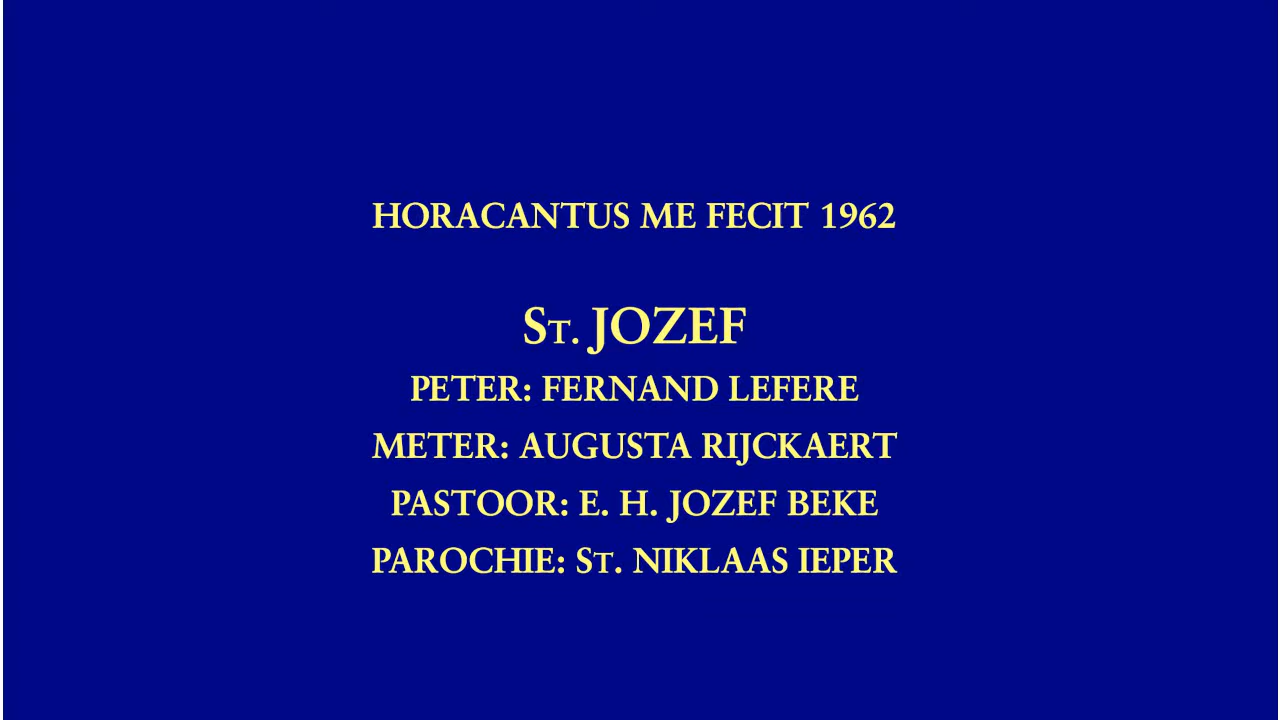 HORACANTUS ME FECIT 1962
ST. JOZEF
PETER: FERNAND LEFERE
METER: AUGUSTA RIJCKAERT
PASTOOR: E. H. JOZEF BEKE
PAROCHIE: ST. NIKLAAS IEPER